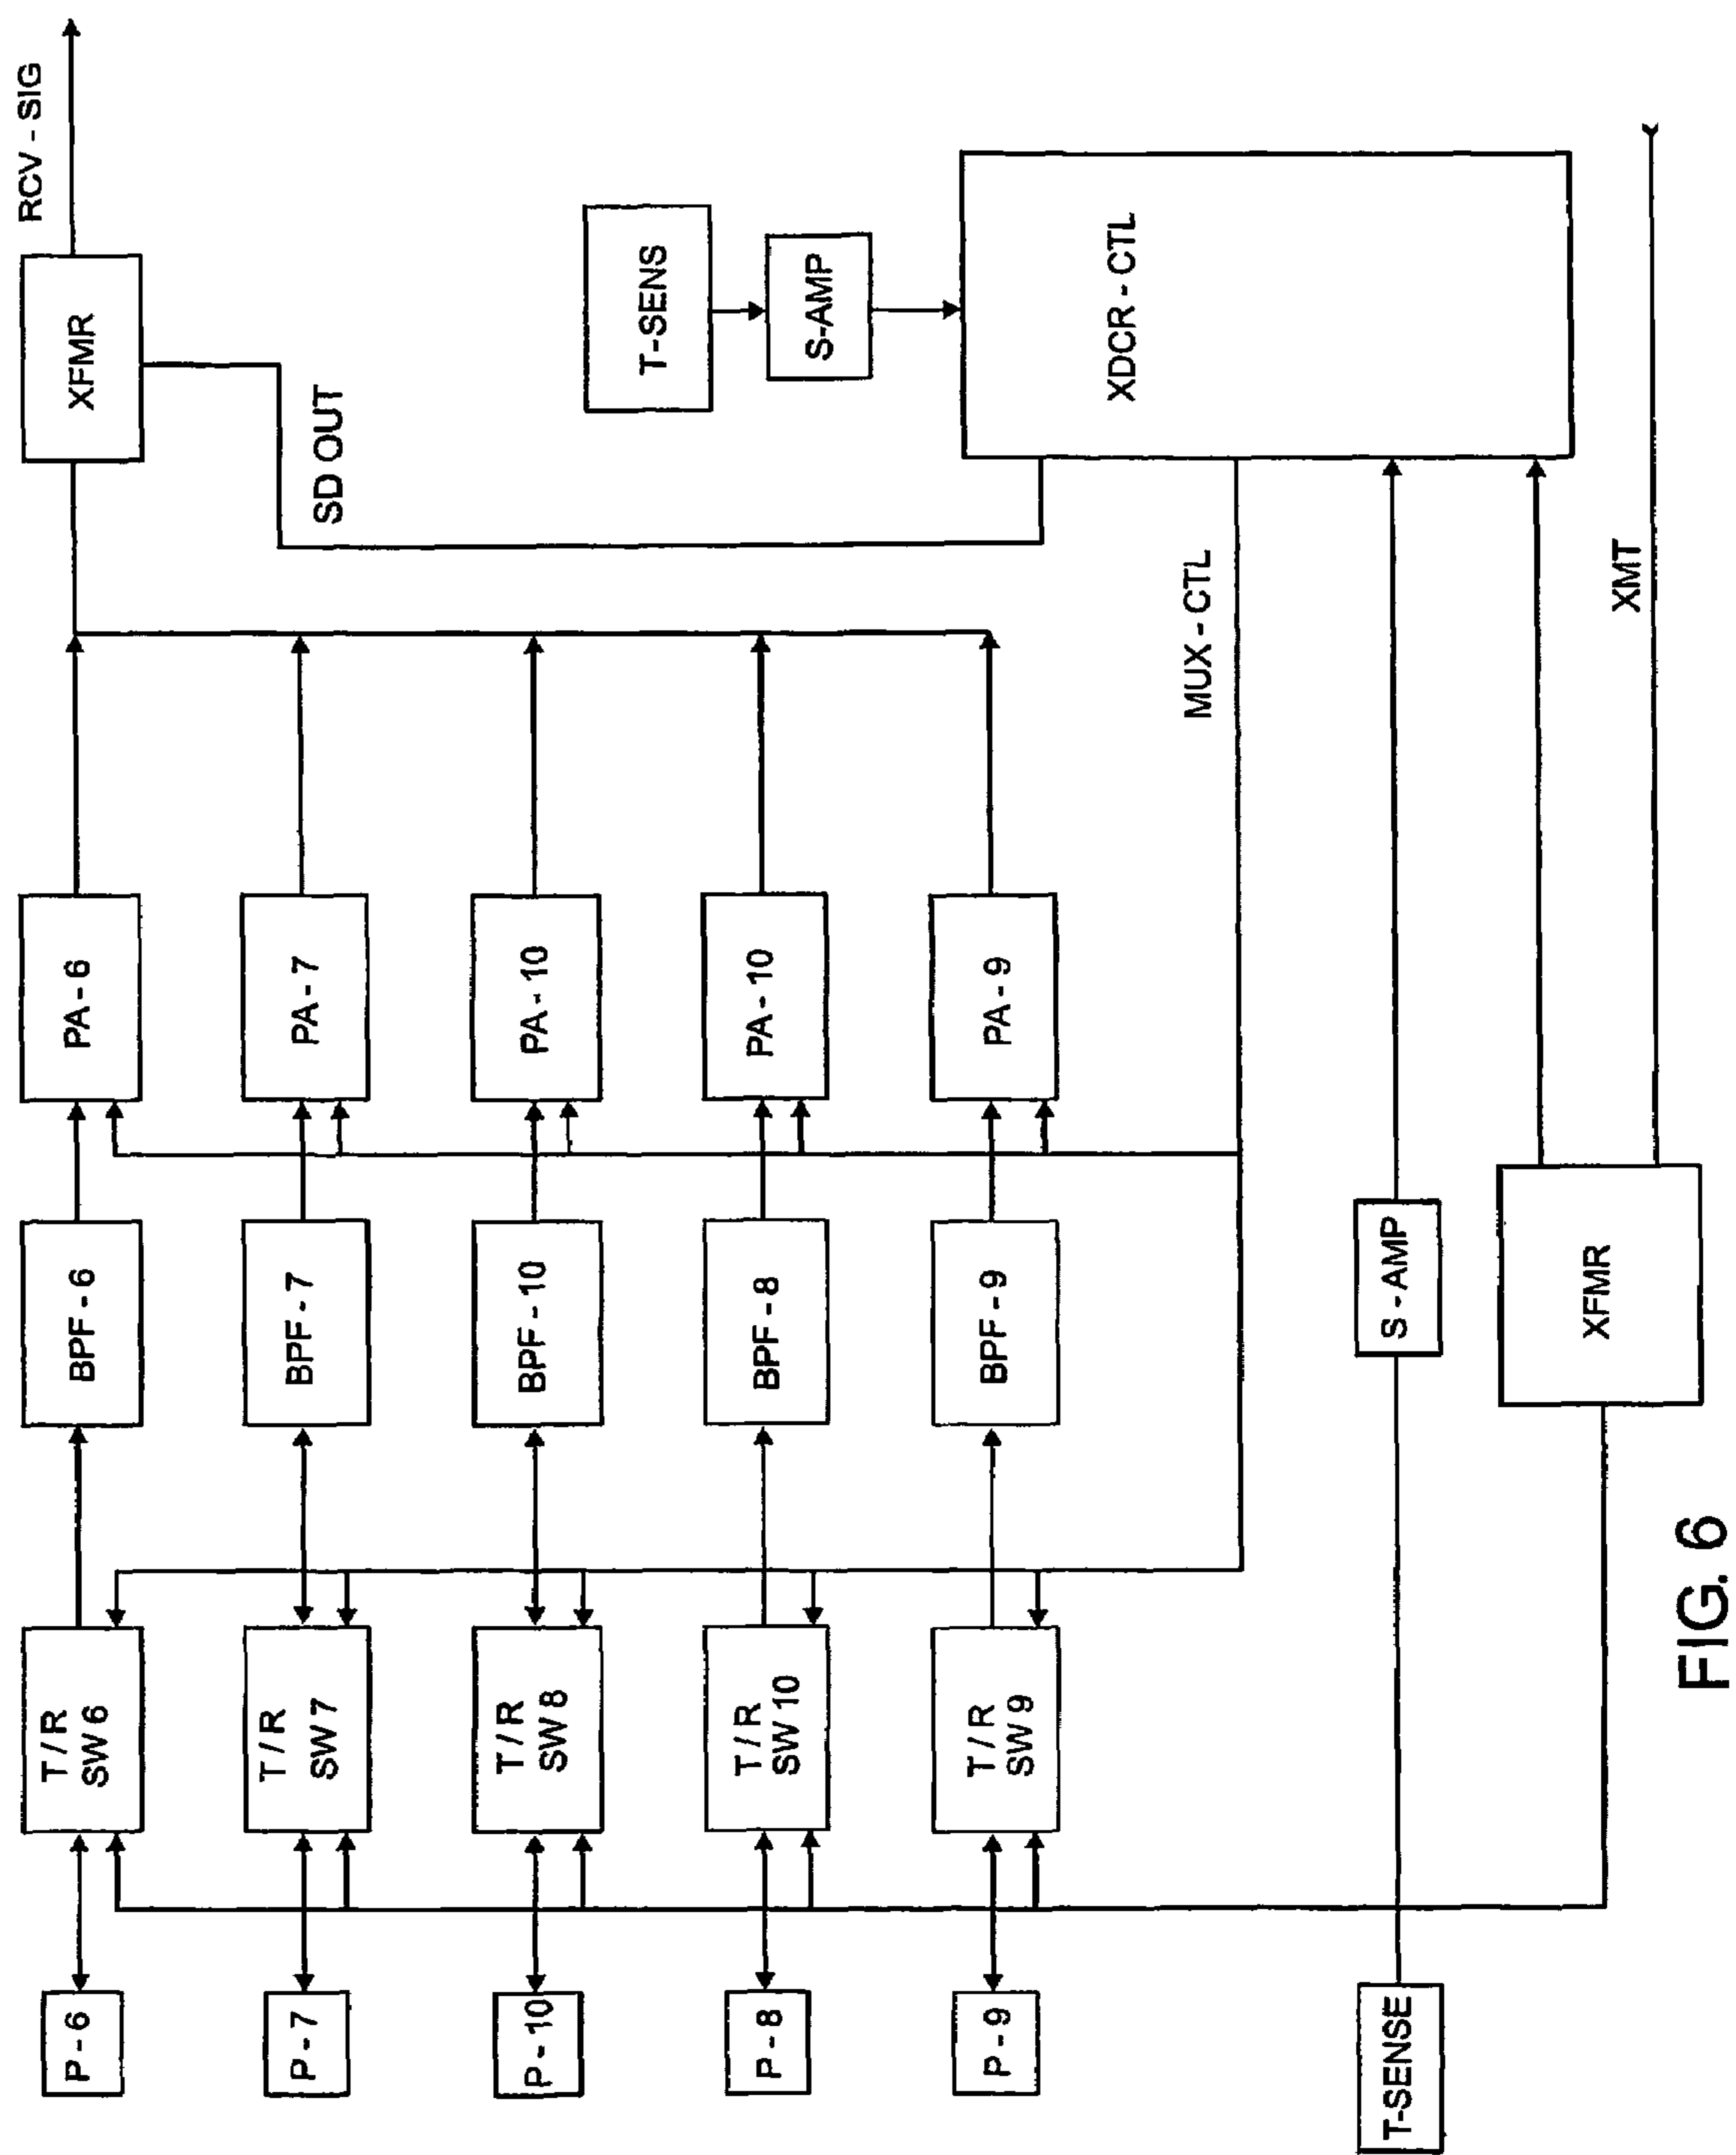 RCV - SIG
XFMR
SD OUT
T-SENS
S-AMP
XDCR - CTL
MUX - CTL
XMT
PA - 6
PA - 7
PA - 10
PA - 10
PA - 9
BPF - 6
BPF - 7
BPF - 10
BPF - 8
BPF - 9
S - AMP
XFMR
T / R
SW 6
T / R
SW 7
T / R
SW 8
T / R
SW 10
T / R
SW 9
P - 6
P - 7
P - 10
P - 8
P - 9
T-SENSE
FIG. 6